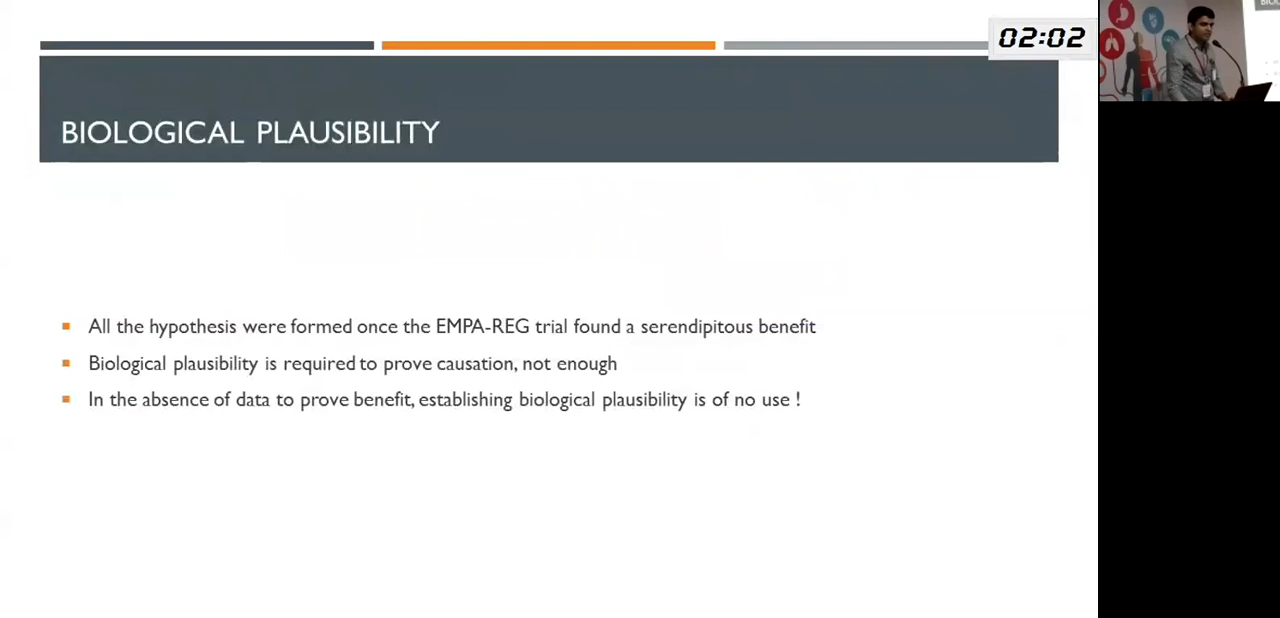 02:02
BIOLOGICAL PLAUSIBILITY
All the hypothesis were formed once the EMPA-REG trial found a serendipitous benefit
Biological plausibility is required to prove causation, not enough
In the absence of data to prove benefit, establishing biological plausibility is of no use !